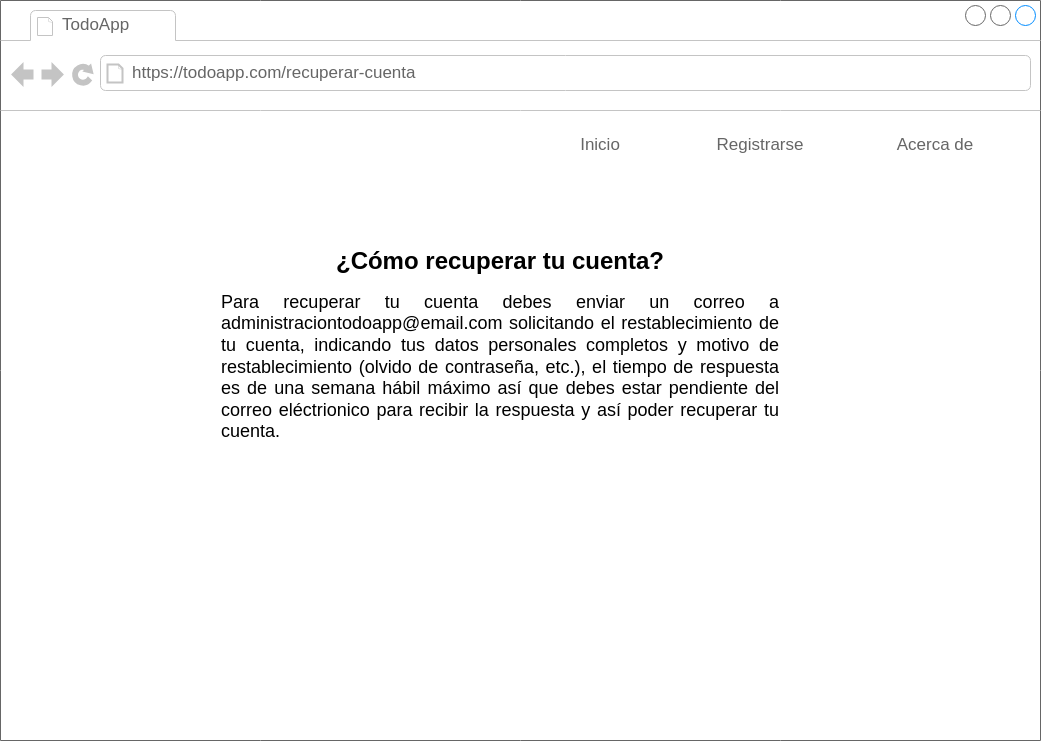 TodoApp
https://todoapp.com/recuperar-cuenta
Inicio Registrarse Acerca de
¿Cómo recuperar tu cuenta?
Para recuperar tu cuenta debes enviar un correo a
administraciontodoapp@email.com solicitando el restablecimiento de
tu cuenta, indicando tus datos personales completos y motivo de
restablecimiento (olvido de contraseña, etc.), el tiempo de respuesta
es de una semana hábil máximo así que debes estar pendiente del
correo eléctrionico para recibir la respuesta y así poder recuperar tu
cuenta.